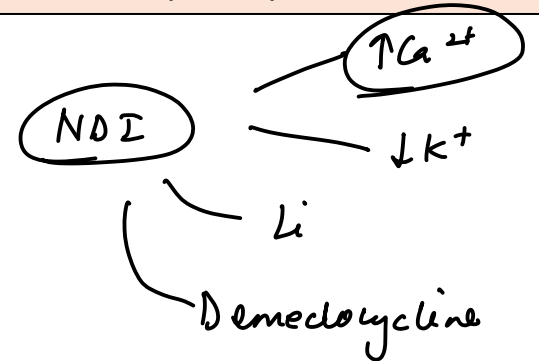 ↑Ca²⁺
NDI
↓K⁺
Li
Demeclocycline